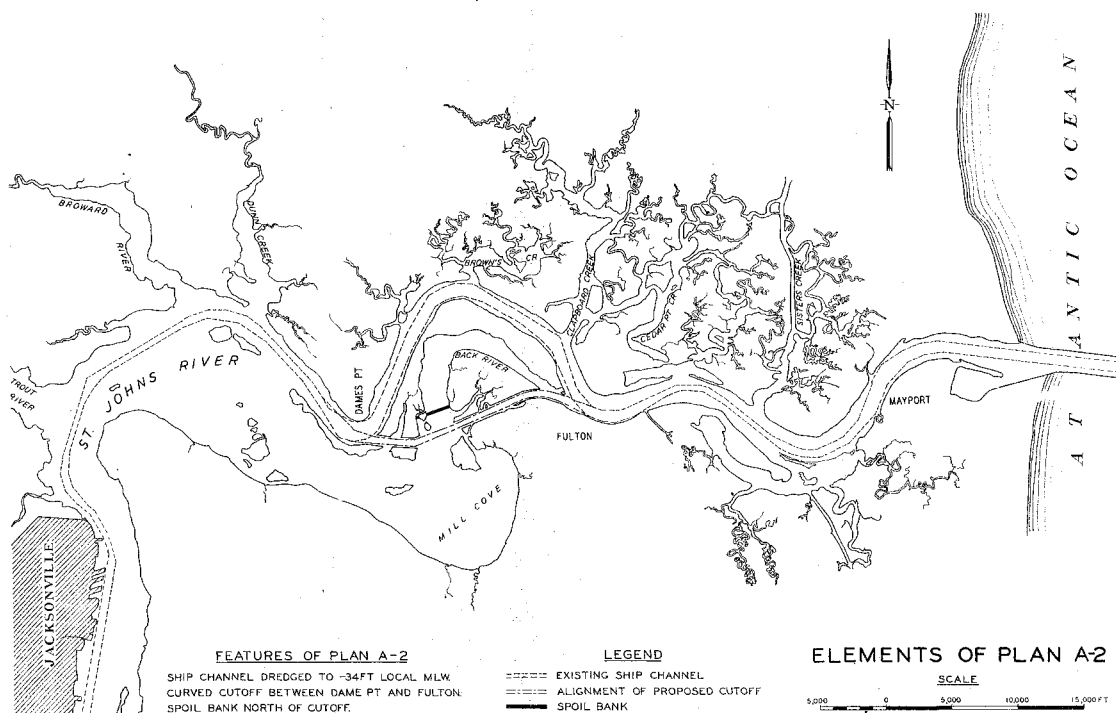 N
ATLANTIC OCEAN
BROWARD
RIVER
DUNN CREEK
BROWN'S CR
CLAPBOARD CREEK
CEDAR PT CR
SISTERS CREEK
TROUT
RIVER
ST. JOHNS RIVER
DAMES PT
BACK RIVER
FULTON
MAYPORT
MILL COVE
JACKSONVILLE
FEATURES OF PLAN A-2
SHIP CHANNEL DREDGED TO -34FT LOCAL MLW.
CURVED CUTOFF BETWEEN DAME PT AND FULTON.
SPOIL BANK NORTH OF CUTOFF.
LEGEND
EXISTING SHIP CHANNEL
ALIGNMENT OF PROPOSED CUTOFF
SPOIL BANK
ELEMENTS OF PLAN A-2
SCALE
5,000 0 5,000 10,000 15,000 FT